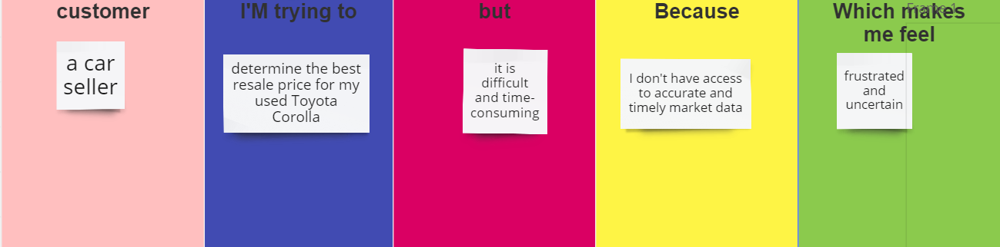 customer
a car
seller
I'M trying to
determine the best
resale price for my
used Toyota
Corolla
but
it is
difficult
and time-
consuming
Because
I don't have access
to accurate and
timely market data
Which makes
me feel
Frame 1
frustrated
and
uncertain